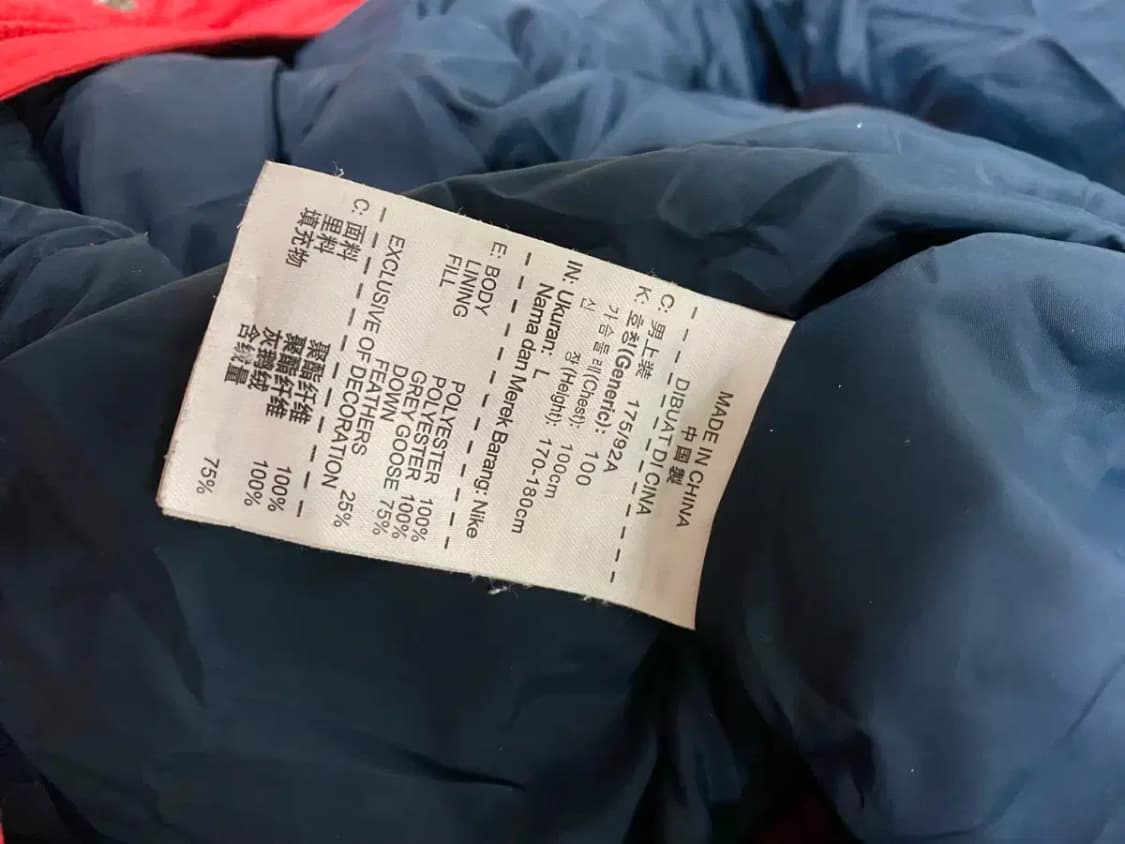 MADE IN CHINA
中国製
DIBUAT DI CINA
C: 男上装 175/92A
K: 호칭(Generic): 100
가슴둘레(Chest): 100cm
신 장(Height): 170-180cm
IN: Ukuran: L
Nama dan Merek Barang: Nike
E: BODY POLYESTER 100%
LINING POLYESTER 100%
FILL GREY GOOSE 75%
DOWN
FEATHERS 25%
EXCLUSIVE OF DECORATION
C: 面料 聚酯纤维 100%
里料 聚酯纤维 100%
填充物 灰鹅绒
含绒量 75%